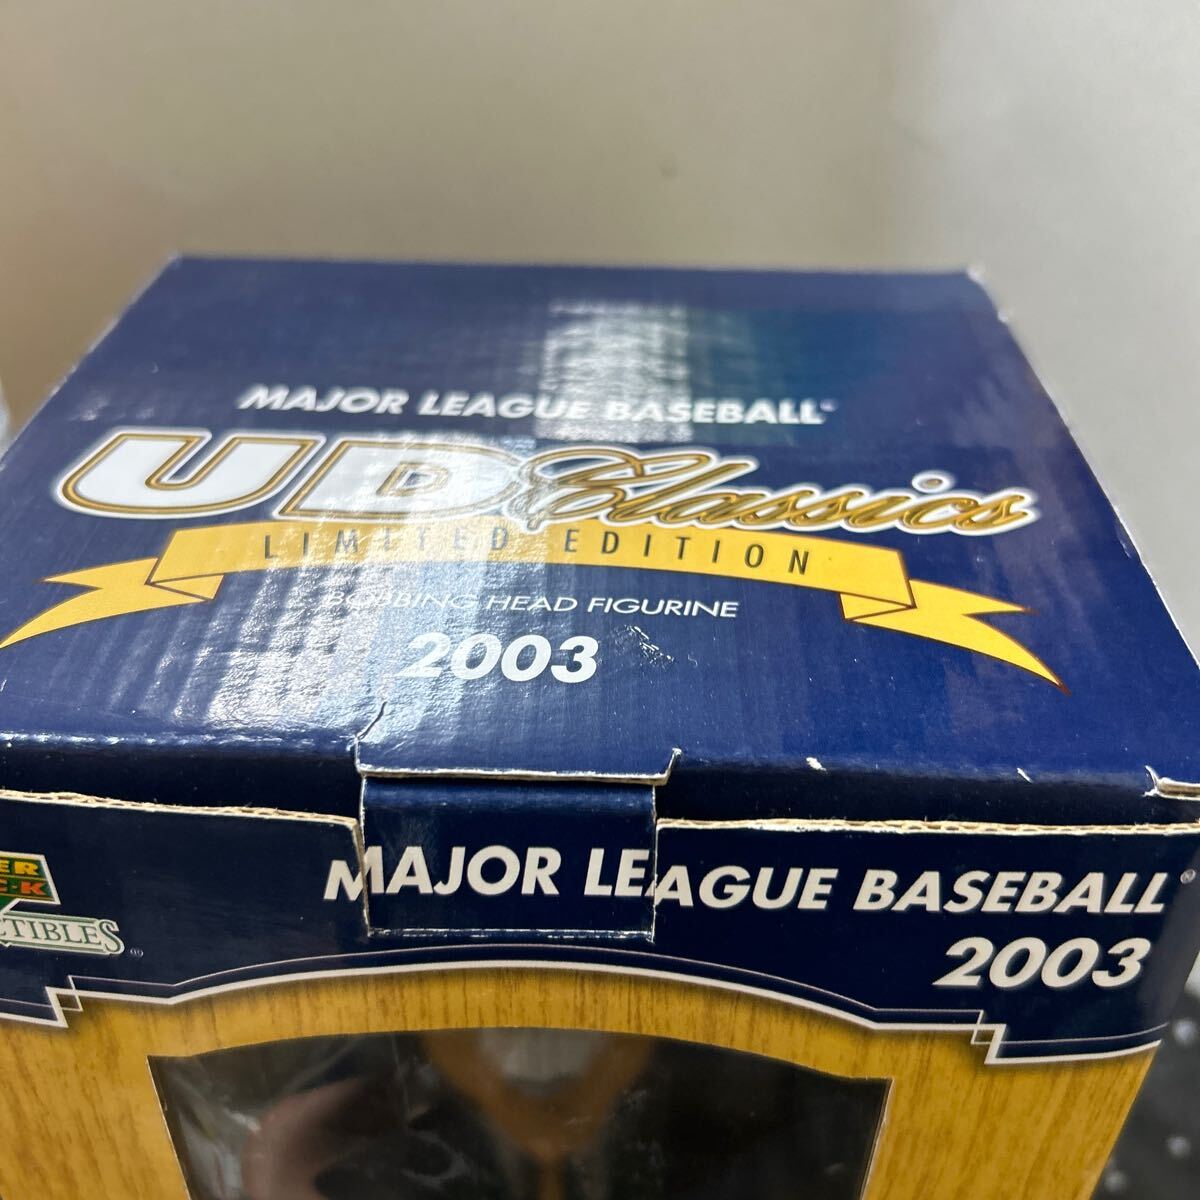 MAJOR LEAGUE BASEBALL®
UD Classics
LIMITED EDITION
BOBBING HEAD FIGURINE
2003
MAJOR LEAGUE BASEBALL®
2003